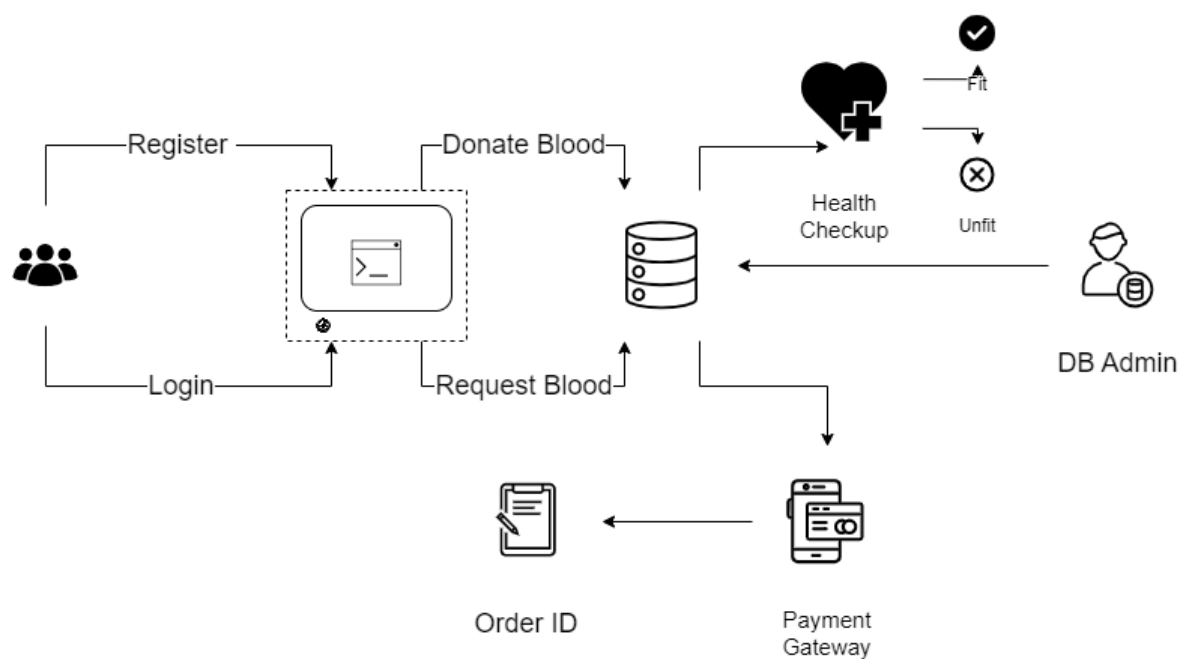 Fit
Register
Donate Blood
Health
Checkup
Unfit
DB Admin
Login
Request Blood
Order ID
Payment
Gateway